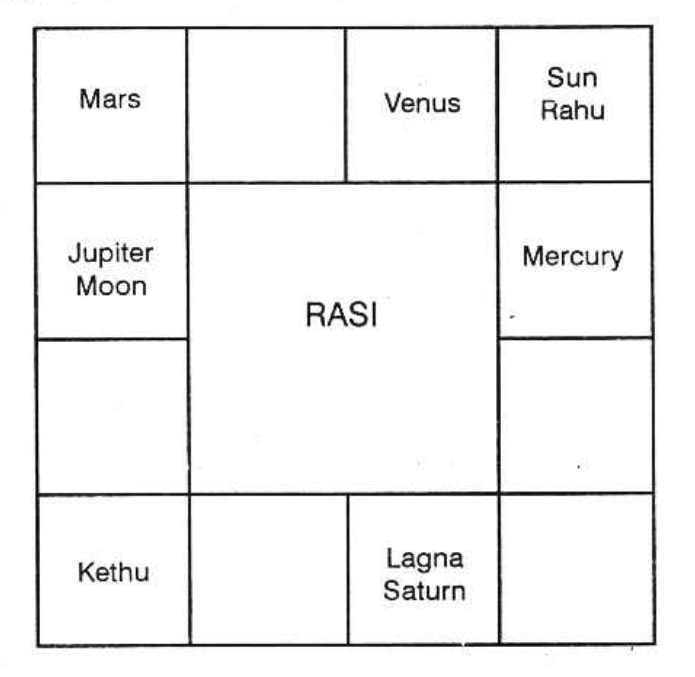 Mars
Venus
Sun
Rahu
Jupiter
Moon
RASI
Mercury
Kethu
Lagna
Saturn